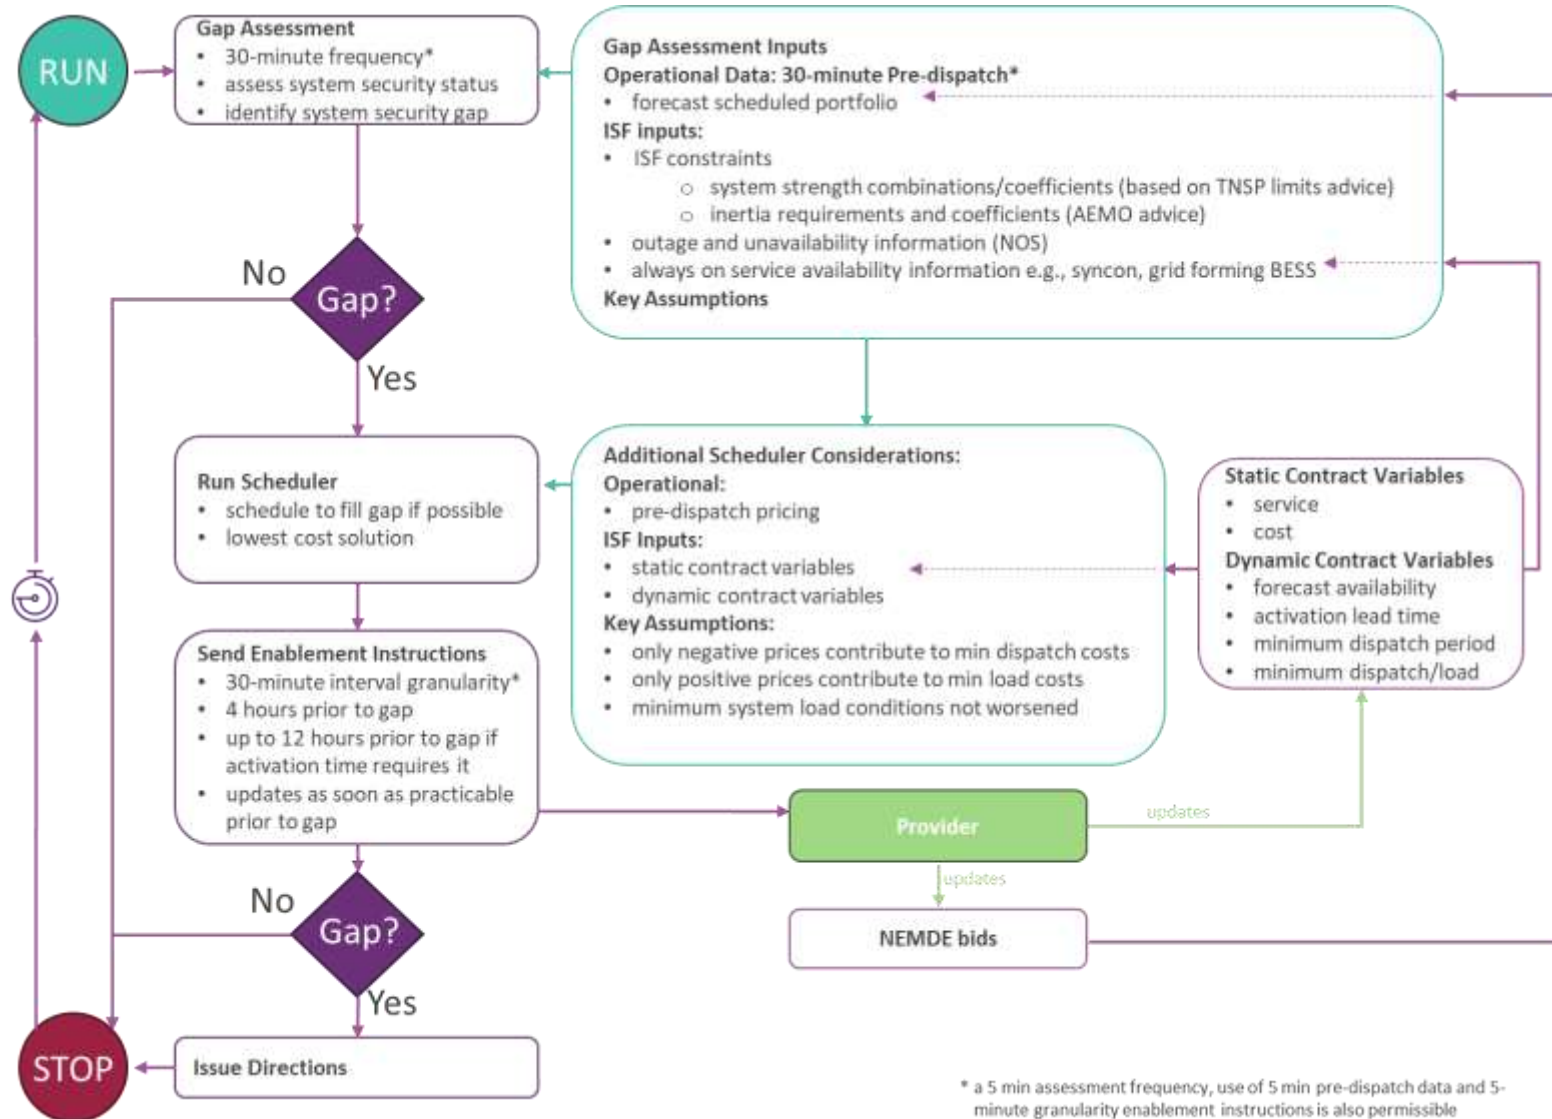 RUN
Gap Assessment
• 30-minute frequency*
• assess system security status
• identify system security gap
Gap Assessment Inputs
Operational Data: 30-minute Pre-dispatch*
• forecast scheduled portfolio
ISF inputs:
• ISF constraints
o system strength combinations/coefficients (based on TNSP limits advice)
o inertia requirements and coefficients (AEMO advice)
• outage and unavailability information (NOS)
• always on service availability information e.g., syncon, grid forming BESS
Key Assumptions
No
Gap?
Yes
Run Scheduler
• schedule to fill gap if possible
• lowest cost solution
Additional Scheduler Considerations:
Operational:
• pre-dispatch pricing
ISF Inputs:
• static contract variables
• dynamic contract variables
Key Assumptions:
• only negative prices contribute to min dispatch costs
• only positive prices contribute to min load costs
• minimum system load conditions not worsened
Static Contract Variables
• service
• cost
Dynamic Contract Variables
• forecast availability
• activation lead time
• minimum dispatch period
• minimum dispatch/load
Send Enablement Instructions
• 30-minute interval granularity*
• 4 hours prior to gap
• up to 12 hours prior to gap if
activation time requires it
• updates as soon as practicable
prior to gap
Provider
updates
updates
NEMDE bids
No
Gap?
Yes
Issue Directions
STOP
* a 5 min assessment frequency, use of 5 min pre-dispatch data and 5-
minute granularity enablement instructions is also permissible